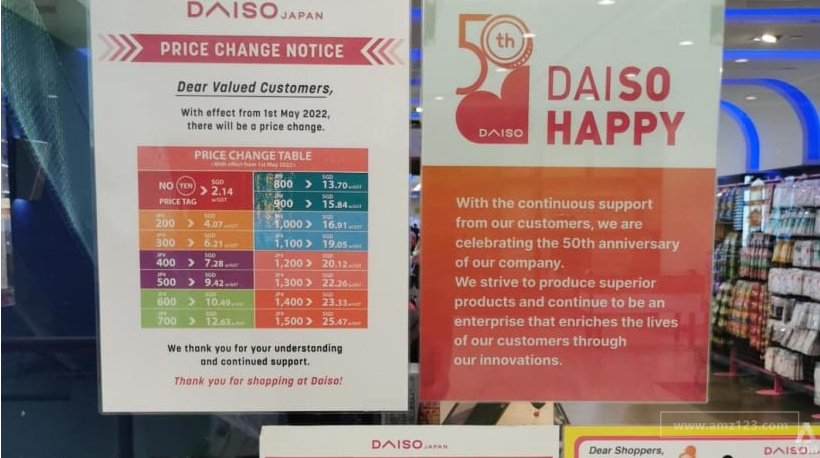 DAISO JAPAN
PRICE CHANGE NOTICE
Dear Valued Customers,
With effect from 1st May 2022,
there will be a price change.
PRICE CHANGE TABLE
<With effect from 1st May 2022>
NO YEN PRICE TAG > SGD 2.14 w/GST
JPY 200 > SGD 4.07 w/GST
JPY 300 > SGD 6.21 w/GST
JPY 400 > SGD 7.28 w/GST
JPY 500 > SGD 9.42 w/GST
JPY 600 > SGD 10.49 w/GST
JPY 700 > SGD 12.63 w/GST
JPY 800 > SGD 13.70 w/GST
JPY 900 > SGD 15.84 w/GST
JPY 1,000 > SGD 16.91 w/GST
JPY 1,100 > SGD 19.05 w/GST
JPY 1,200 > SGD 20.12 w/GST
JPY 1,300 > SGD 22.26 w/GST
JPY 1,400 > SGD 23.33 w/GST
JPY 1,500 > SGD 25.47 w/GST
We thank you for your understanding
and continued support.
Thank you for shopping at Daiso!
50th
DAISO
DAISO
HAPPY
With the continuous support
from our customers, we are
celebrating the 50th anniversary
of our company.
We strive to produce superior
products and continue to be an
enterprise that enriches the lives
of our customers through
our innovations.
DAISO JAPAN
Dear Shoppers,
DAISO
www.amz123.com